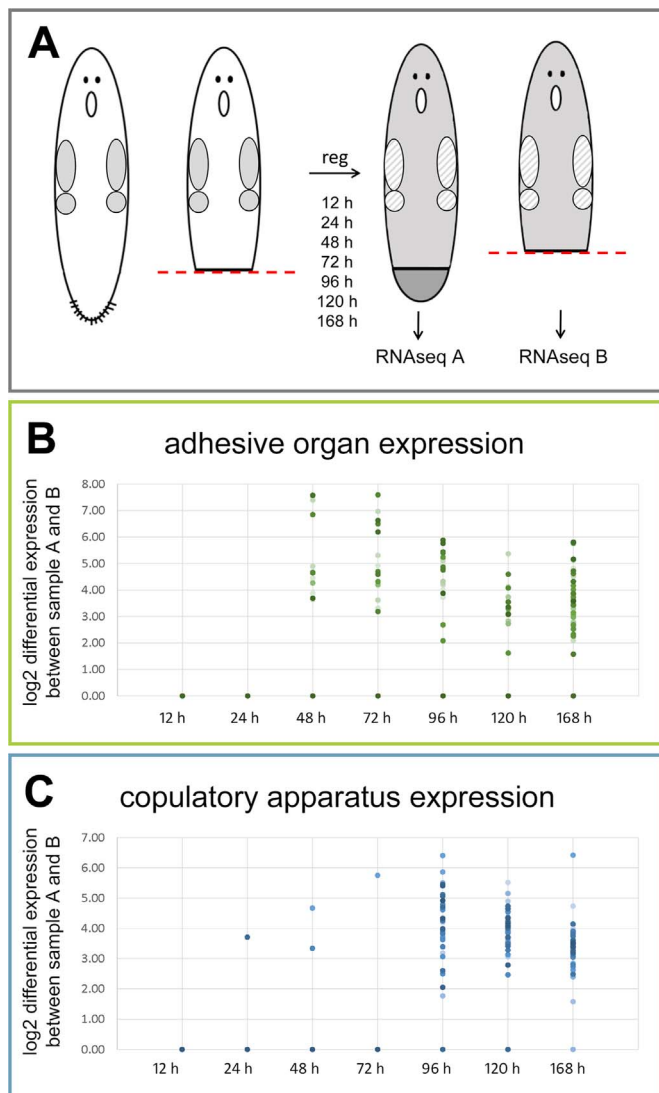 A
reg
12 h
24 h
48 h
72 h
96 h
120 h
168 h
RNAseq A
RNAseq B
B
adhesive organ expression
log2 differential expression
between sample A and B
8.00
7.00
6.00
5.00
4.00
3.00
2.00
1.00
0.00
12 h 24 h 48 h 72 h 96 h 120 h 168 h
C
copulatory apparatus expression
log2 differential expression
between sample A and B
7.00
6.00
5.00
4.00
3.00
2.00
1.00
0.00
12 h 24 h 48 h 72 h 96 h 120 h 168 h